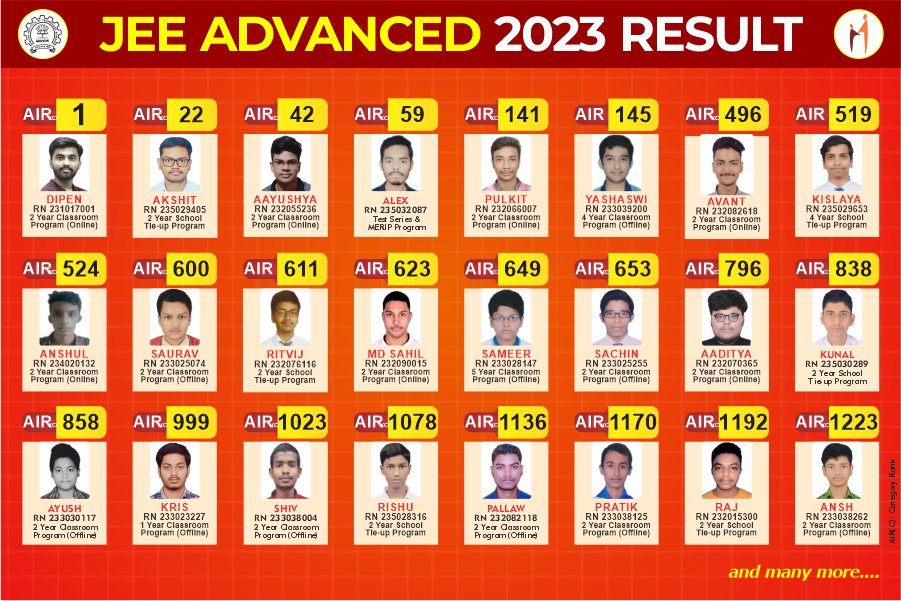 JEE ADVANCED 2023 RESULT
AIR(C) 1
DIPEN
RN 231017001
2 Year Classroom
Program (Online)
AIR(C) 22
AKSHIT
RN 235029405
2 Year School
Tie-up Program
AIR(C) 42
AAYUSHYA
RN 232055236
2 Year Classroom
Program (Online)
AIR(C) 59
ALEX
RN 235032087
Test Series &
MERIP Program
AIR(C) 141
PULKIT
RN 232066007
2 Year Classroom
Program (Online)
AIR(C) 145
YASHASWI
RN 233039200
4 Year Classroom
Program (Offline)
AIR(C) 496
AVANT
RN 232082618
2 Year Classroom
Program (Online)
AIR(C) 519
KISLAYA
RN 235029653
4 Year School
Tie-up Program
AIR(C) 524
ANSHUL
RN 234020132
2 Year Classroom
Program (Online)
AIR(C) 600
SAURAV
RN 233025074
2 Year Classroom
Program (Offline)
AIR 611
RITVIJ
RN 232076116
2 Year School
Tie-up Program
AIR(C) 623
MD SAHIL
RN 232090015
2 Year Classroom
Program (Online)
AIR(C) 649
SAMEER
RN 233028147
5 Year Classroom
Program (Offline)
AIR(C) 653
SACHIN
RN 233025255
2 Year Classroom
Program (Offline)
AIR(C) 796
AADITYA
RN 232070365
2 Year Classroom
Program (Online)
AIR(C) 838
KUNAL
RN 235030289
2 Year School
Tie-up Program
AIR(C) 858
AYUSH
RN 233030117
2 Year Classroom
Program (Offline)
AIR(C) 999
KRIS
RN 233023227
1 Year Classroom
Program (Offline)
AIR(C) 1023
SHIV
RN 233038004
2 Year Classroom
Program (Offline)
AIR(C) 1078
RISHU
RN 235028316
2 Year School
Tie-up Program
AIR(C) 1136
PALLAW
RN 232082118
2 Year Classroom
Program (Offline)
AIR(C) 1170
PRATIK
RN 233038125
2 Year Classroom
Program (Offline)
AIR(C) 1192
RAJ
RN 232015300
2 Year School
Tie-up Program
AIR(C) 1223
ANSH
RN 233038262
2 Year Classroom
Program (Offline)
AIR(C) : Category Rank
and many more....